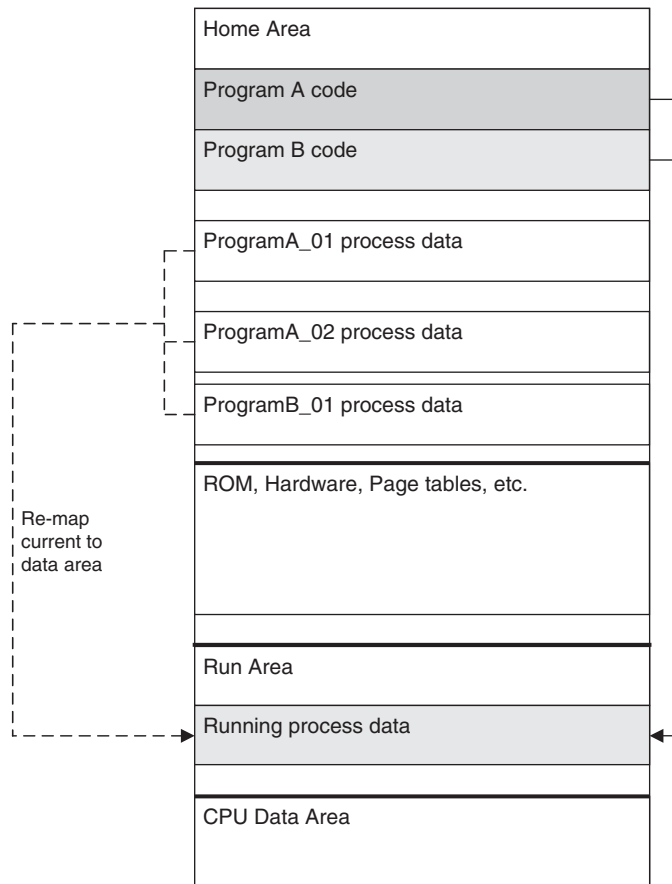 Home Area
Program A code
Program B code
ProgramA_01 process data
ProgramA_02 process data
ProgramB_01 process data
ROM, Hardware, Page tables, etc.
Re-map
current to
data area
Run Area
Running process data
CPU Data Area